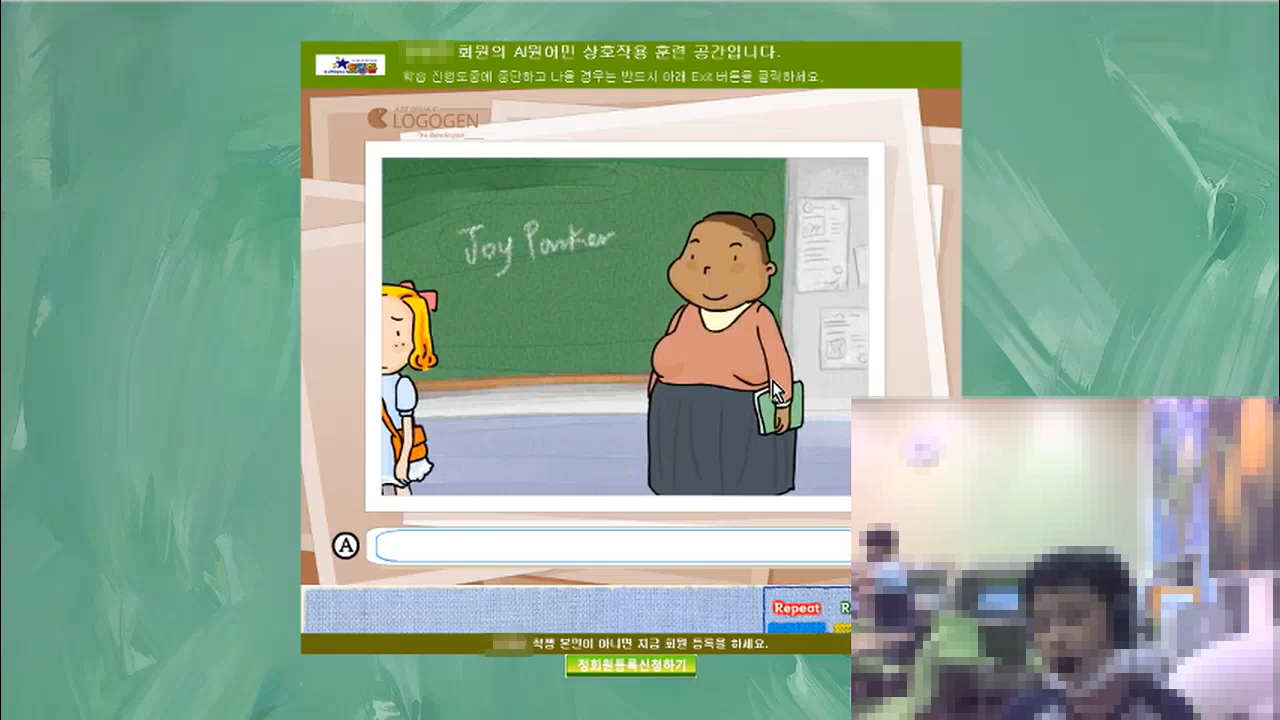 회원의 AI원어민 상호작용 훈련 공간입니다.
학습 진행도중에 중단하고 나올 경우는 반드시 아래 Exit 버튼을 클릭하세요.
LOGOGEN
Joy Parker
A
Repeat
R
학생 본인이 아니면 지금 회원 등록을 하세요.
정회원등록신청하기